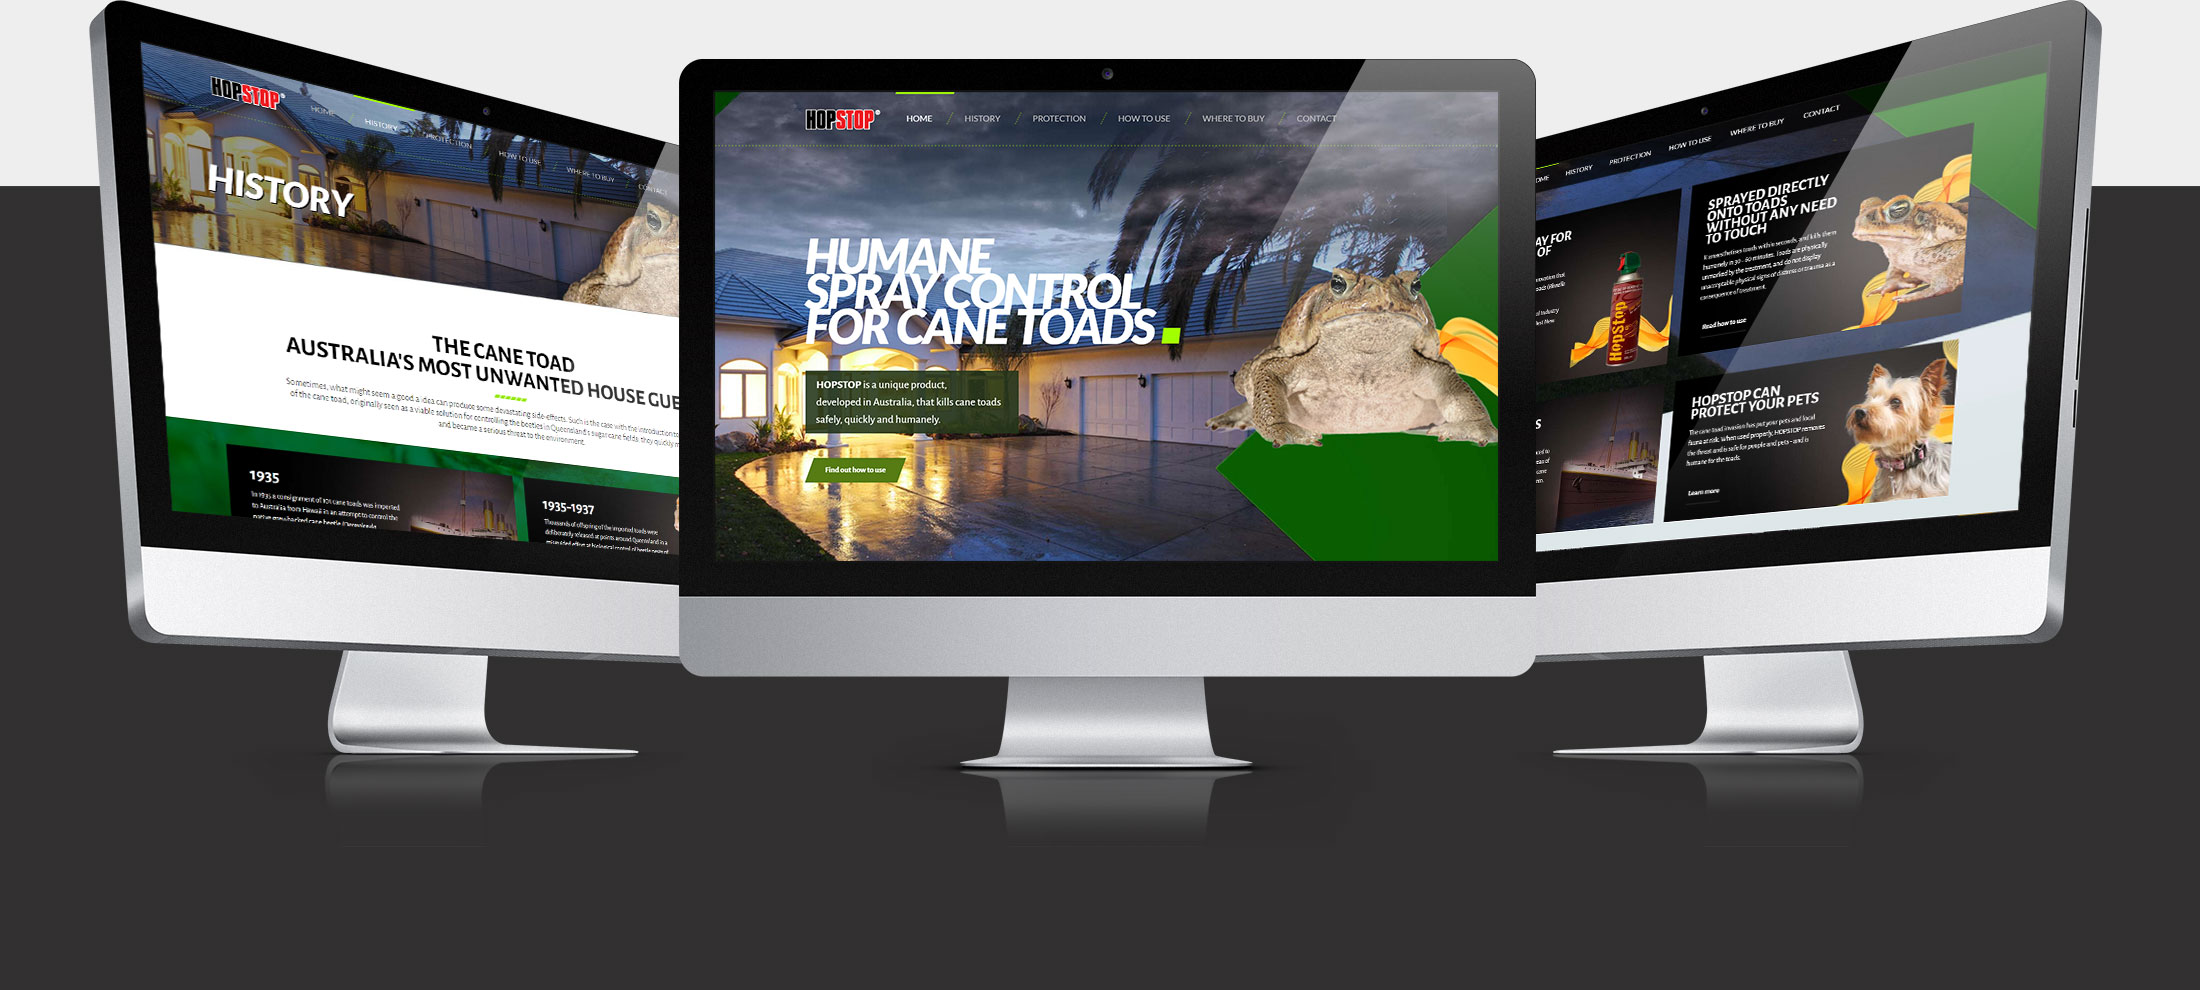 HOPSTOP®
HOME
HISTORY
PROTECTION
HOW TO USE
WHERE TO BUY
CONTACT
HISTORY
THE CANE TOAD
AUSTRALIA'S MOST UNWANTED HOUSE GUE
Sometimes, what might seem a good a idea can produce some devastating side-effects. Such is the case with the introduction
of the cane toad, originally seen as a viable solution for controlling the beetles in Queensland's sugar cane fields, they quickly
and became a serious threat to the environment.
1935
In 1935 a consignment of 101 cane toads was imported
to Australia from Hawaii in an attempt to control the
native grey backed cane beetle
1935-1937
Thousands of offspring of the imported toads were
deliberately released at points around Queensland in a
misguided effort at biological control of beetle pests of
HOPSTOP®
HOME
HISTORY
PROTECTION
HOW TO USE
WHERE TO BUY
CONTACT
HUMANE
SPRAY CONTROL
FOR CANE TOADS
HOPSTOP is a unique product,
developed in Australia, that kills cane toads
safely, quickly and humanely.
Find out how to use
OME
HISTORY
PROTECTION
HOW TO USE
WHERE TO BUY
CONTACT
AY FOR
OF
HopStop
SPRAYED DIRECTLY
ONTO TOADS
WITHOUT ANY NEED
TO TOUCH
It anaesthetises toads within seconds, and kills them
humanely in 30 - 60 minutes. Toads are physically
unmarked by the treatment, and do not display
unacceptable physical signs of distress or trauma as a
consequence of treatment.
Read how to use
S
HOPSTOP CAN
PROTECT YOUR PETS
The cane toad invasion has put your pets and local
fauna at risk. When used properly, HOPSTOP removes
the threat and is safe for people and pets - and is
humane for the toads.
Learn more